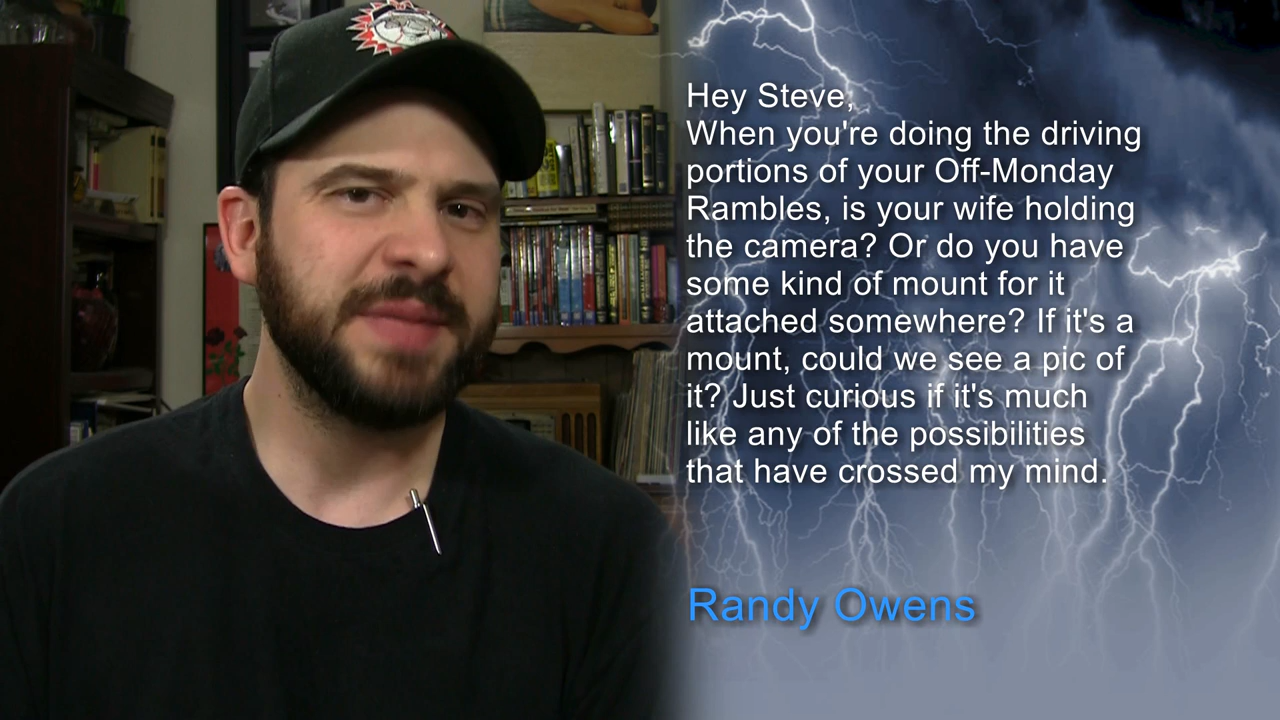 Hey Steve,
When you're doing the driving
portions of your Off-Monday
Rambles, is your wife holding
the camera? Or do you have
some kind of mount for it
attached somewhere? If it's a
mount, could we see a pic of
it? Just curious if it's much
like any of the possibilities
that have crossed my mind.
Randy Owens